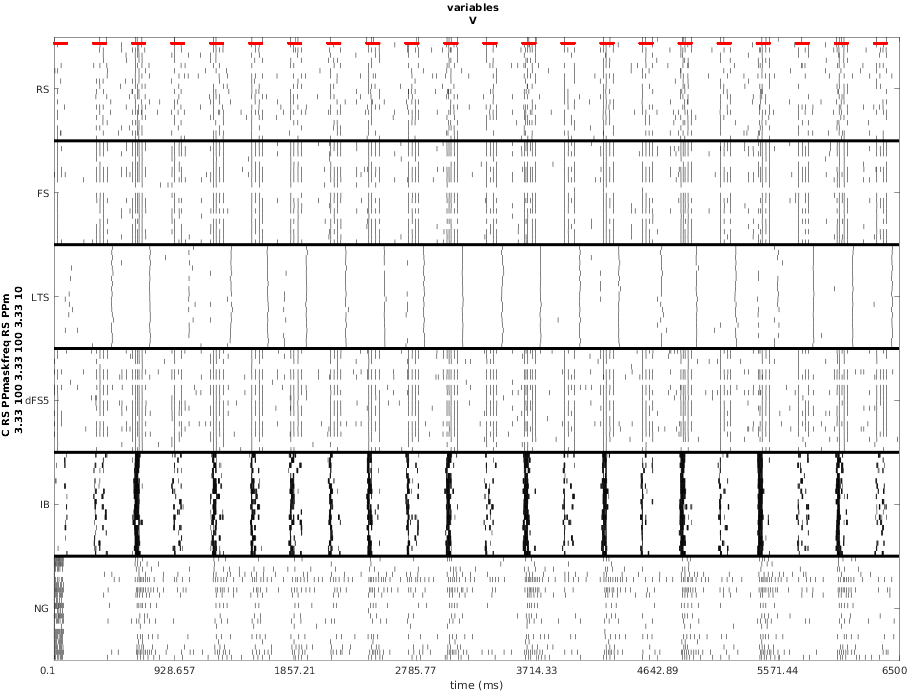 variables
V
C RS PPmaskfreq RS PPm
3.33 100 3.33 100 3.33 10
RS
FS
LTS
dFS5
IB
NG
0.1 928.657 1857.21 2785.77 3714.33 4642.89 5571.44 6500
time (ms)